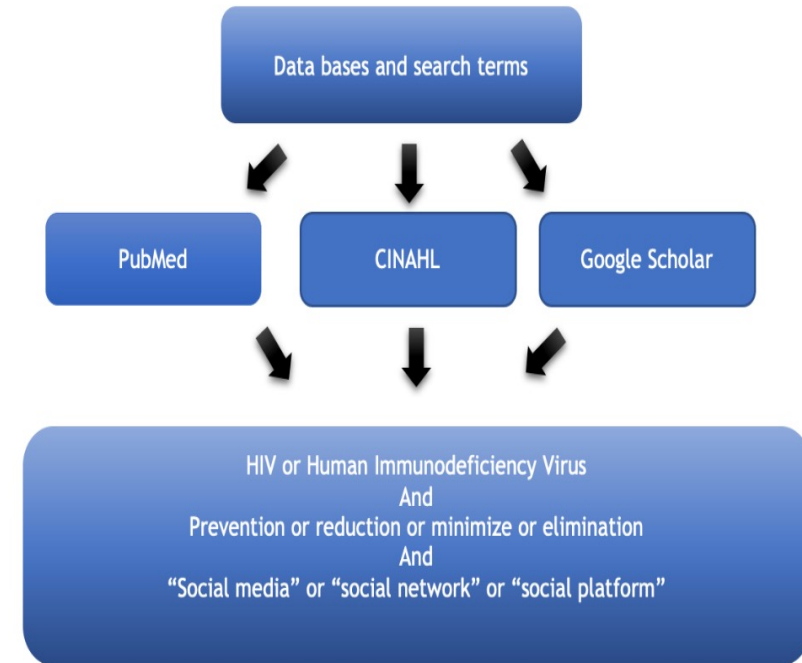 Data bases and search terms
PubMed
CINAHL
Google Scholar
HIV or Human Immunodeficiency Virus
And
Prevention or reduction or minimize or elimination
And
“Social media” or “social network” or “social platform”